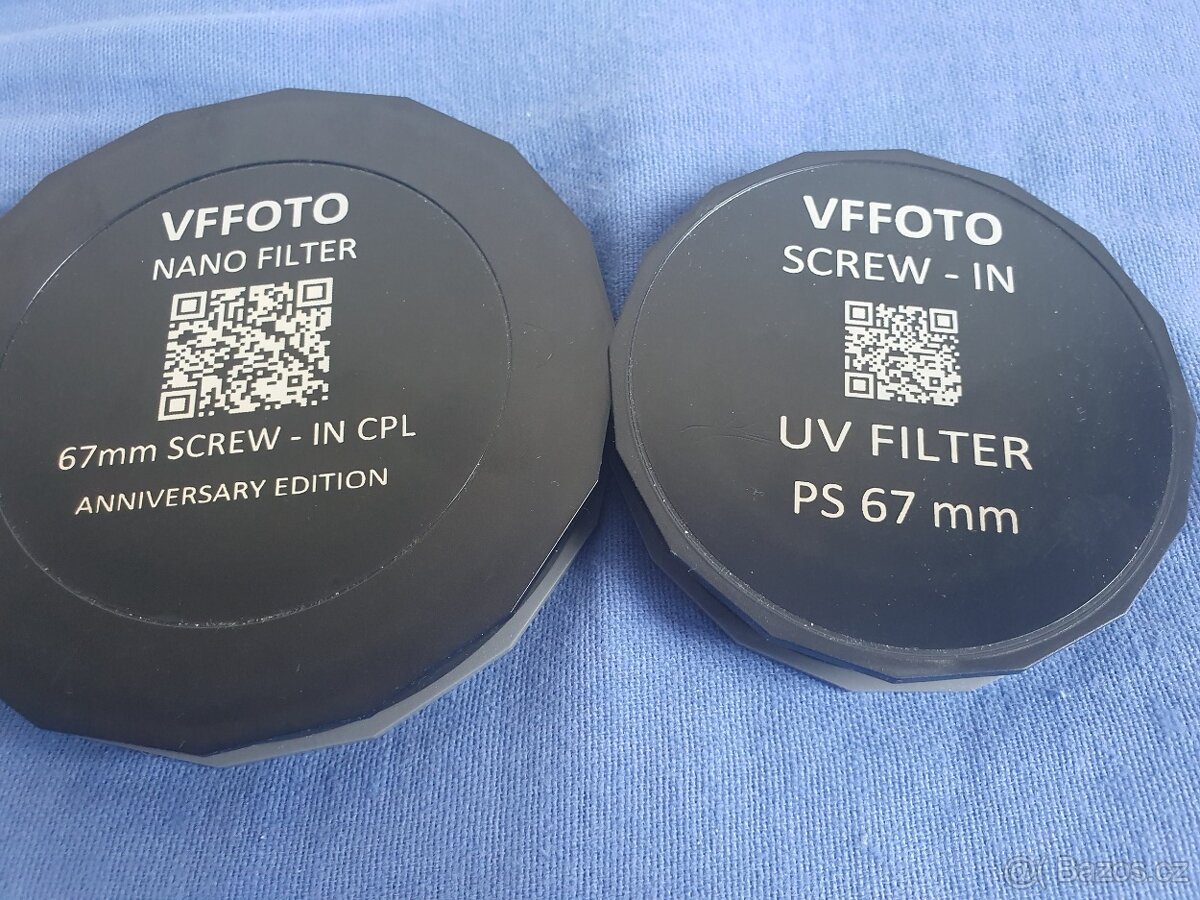 VFFOTO
NANO FILTER
67mm SCREW - IN CPL
ANNIVERSARY EDITION
VFFOTO
SCREW - IN
UV FILTER
PS 67 mm
Bazos.cz